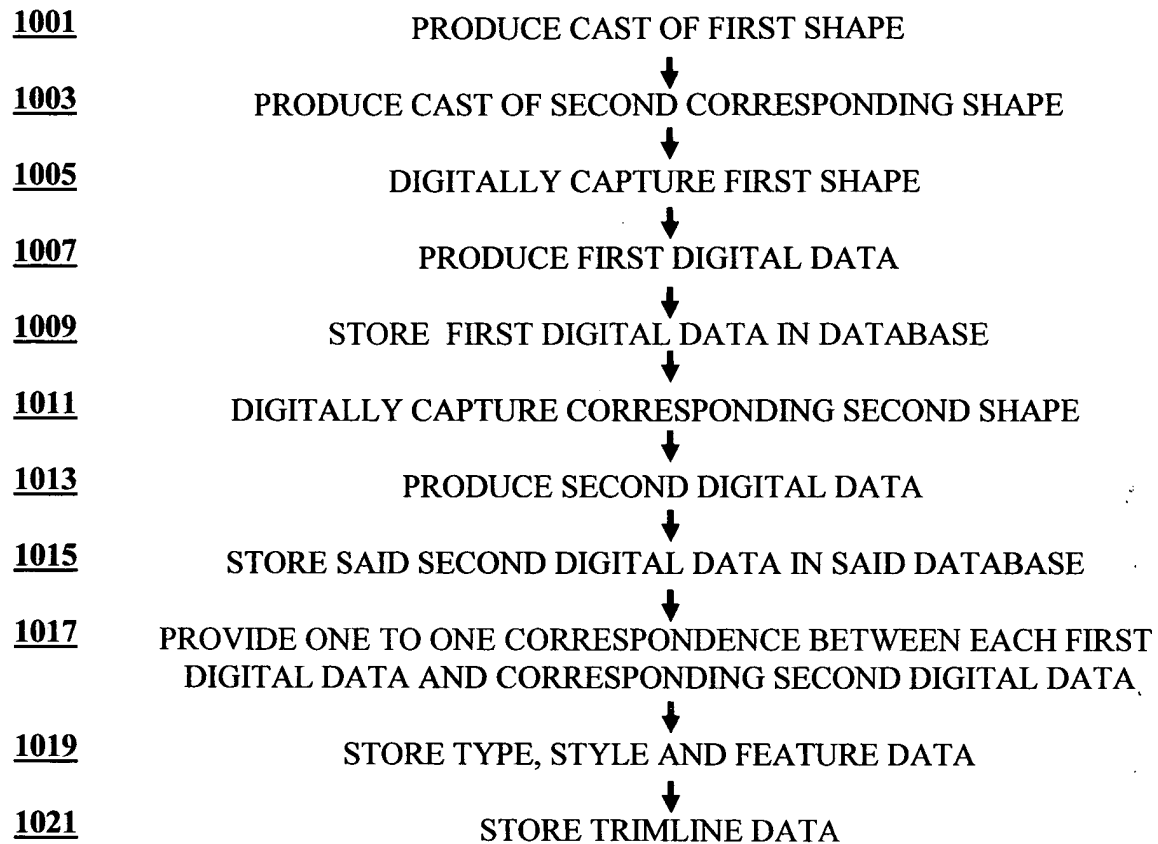 1001 PRODUCE CAST OF FIRST SHAPE
1003 PRODUCE CAST OF SECOND CORRESPONDING SHAPE
1005 DIGITALLY CAPTURE FIRST SHAPE
1007 PRODUCE FIRST DIGITAL DATA
1009 STORE FIRST DIGITAL DATA IN DATABASE
1011 DIGITALLY CAPTURE CORRESPONDING SECOND SHAPE
1013 PRODUCE SECOND DIGITAL DATA
1015 STORE SAID SECOND DIGITAL DATA IN SAID DATABASE
1017 PROVIDE ONE TO ONE CORRESPONDENCE BETWEEN EACH FIRST
DIGITAL DATA AND CORRESPONDING SECOND DIGITAL DATA
1019 STORE TYPE, STYLE AND FEATURE DATA
1021 STORE TRIMLINE DATA